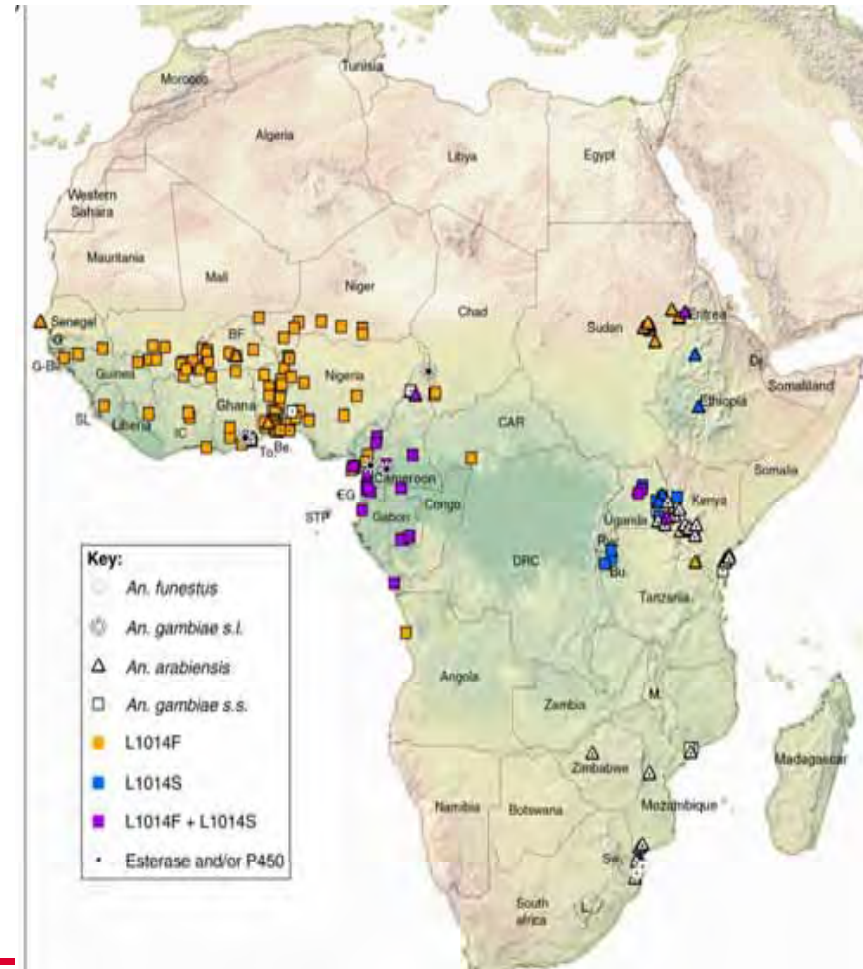 Tunisia
Morocco
Algeria
Libya
Egypt
Western
Sahara
Mauritania
Mali
Niger
Chad
Sudan
Eritrea
Senegal
G
G-Bi.
BF
Guinea
Nigeria
Dj
Somaliland
Ethiopia
SL
Liberia
IC
Ghana
To.
Be.
CAR
Cameroon
Somalia
EG
Congo
Uganda
Kenya
STP
Gabon
DRC
Bu.
Tanzania
Key:
An. funestus
An. gambiae s.l.
An. arabiensis
An. gambiae s.s.
L1014F
L1014S
L1014F + L1014S
Esterase and/or P450
Angola
Zambia
M.
Zimbabwe
Madagascar
Mozambique
Namibia
Botswana
Sw.
South
africa
L.